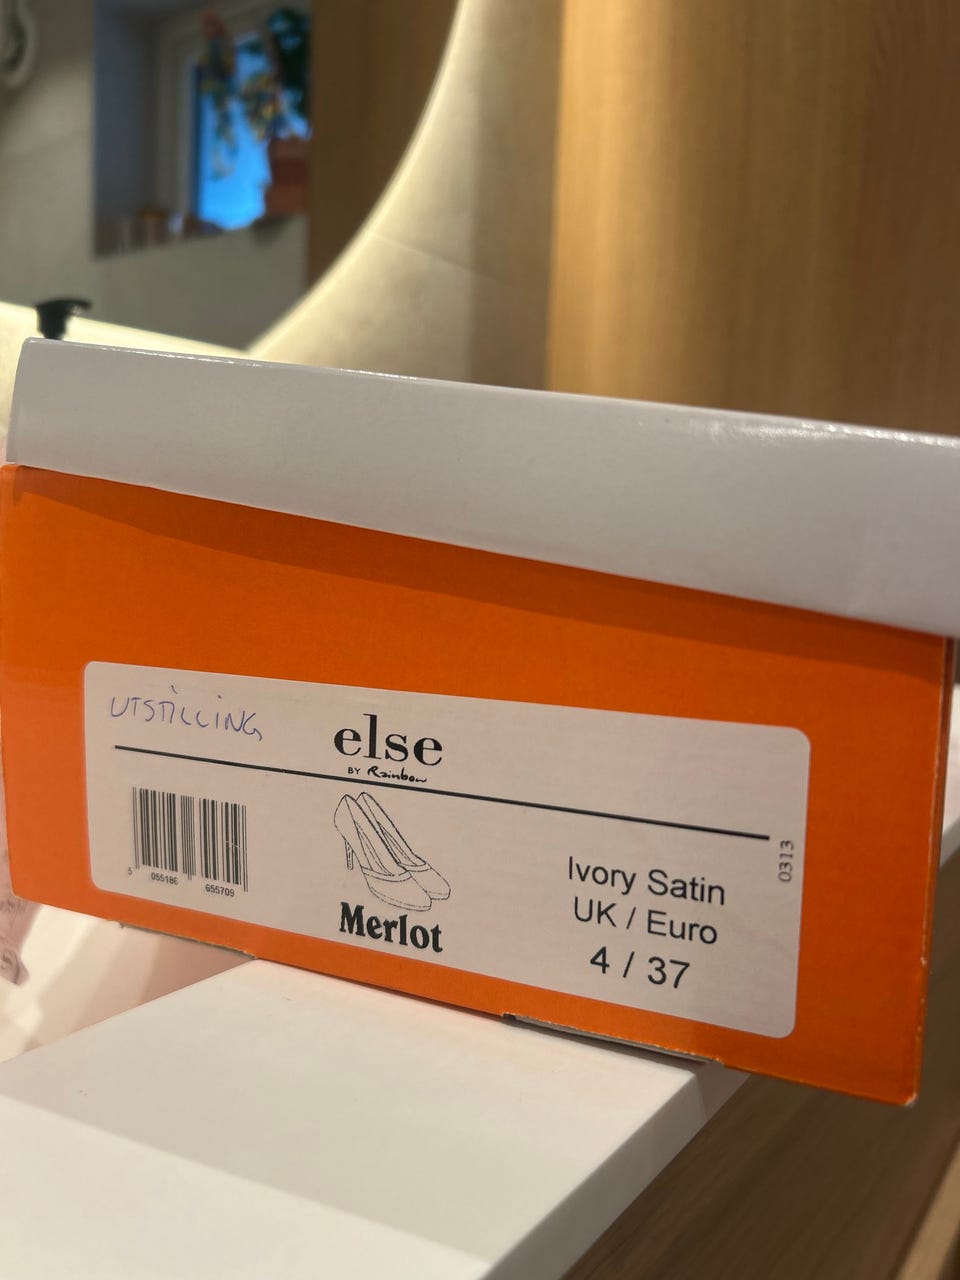 UTSTILLING
else
BY Rainbow
5 055186 655709
Merlot
Ivory Satin
UK / Euro
4 / 37
0313